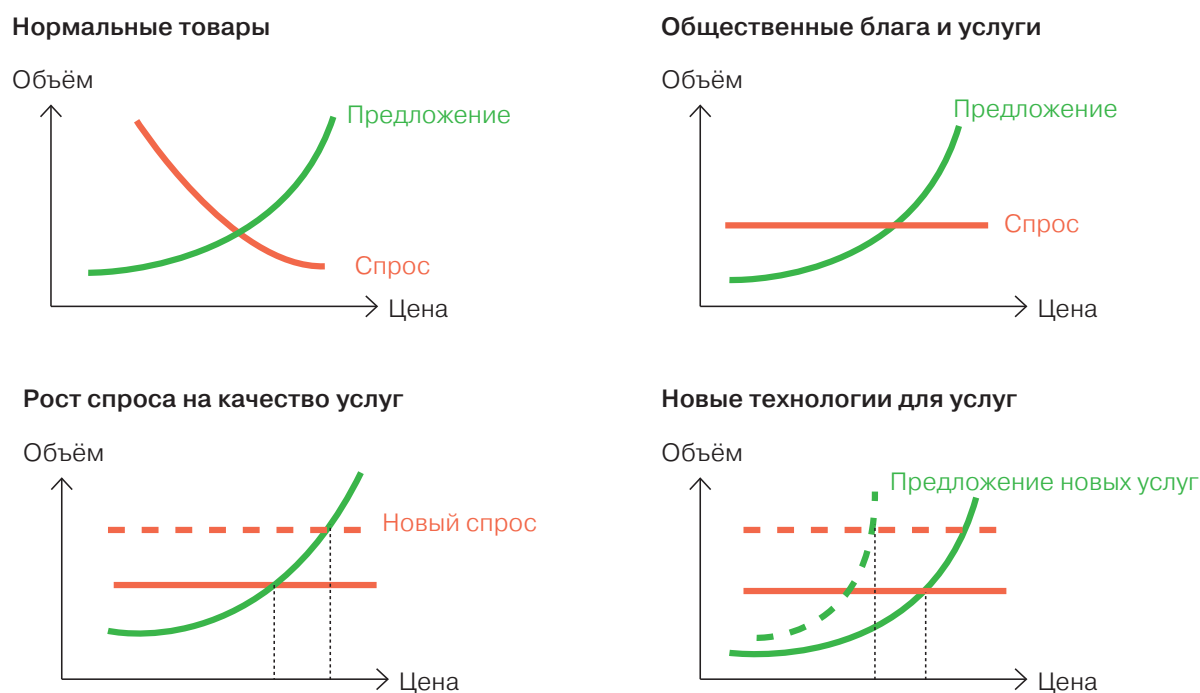 Нормальные товары
Объём
Предложение
Спрос
Цена
Общественные блага и услуги
Объём
Предложение
Спрос
Цена
Рост спроса на качество услуг
Объём
Новый спрос
Цена
Новые технологии для услуг
Объём
Предложение новых услуг
Цена